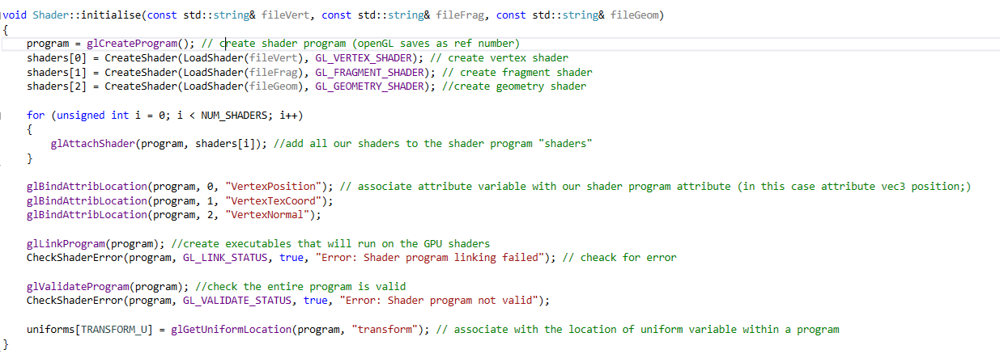 void Shader::initialise(const std::string& fileVert, const std::string& fileFrag, const std::string& fileGeom)
{
program = glCreateProgram(); // create shader program (openGL saves as ref number)
shaders[0] = CreateShader(LoadShader(fileVert), GL_VERTEX_SHADER); // create vertex shader
shaders[1] = CreateShader(LoadShader(fileFrag), GL_FRAGMENT_SHADER); // create fragment shader
shaders[2] = CreateShader(LoadShader(fileGeom), GL_GEOMETRY_SHADER); //create geometry shader
for (unsigned int i = 0; i < NUM_SHADERS; i++)
{
glAttachShader(program, shaders[i]); //add all our shaders to the shader program "shaders"
}
glBindAttribLocation(program, 0, "VertexPosition"); // associate attribute variable with our shader program attribute (in this case attribute vec3 position;)
glBindAttribLocation(program, 1, "VertexTexCoord");
glBindAttribLocation(program, 2, "VertexNormal");
glLinkProgram(program); //create executables that will run on the GPU shaders
CheckShaderError(program, GL_LINK_STATUS, true, "Error: Shader program linking failed"); // cheack for error
glValidateProgram(program); //check the entire program is valid
CheckShaderError(program, GL_VALIDATE_STATUS, true, "Error: Shader program not valid");
uniforms[TRANSFORM_U] = glGetUniformLocation(program, "transform"); // associate with the location of uniform variable within a program
}